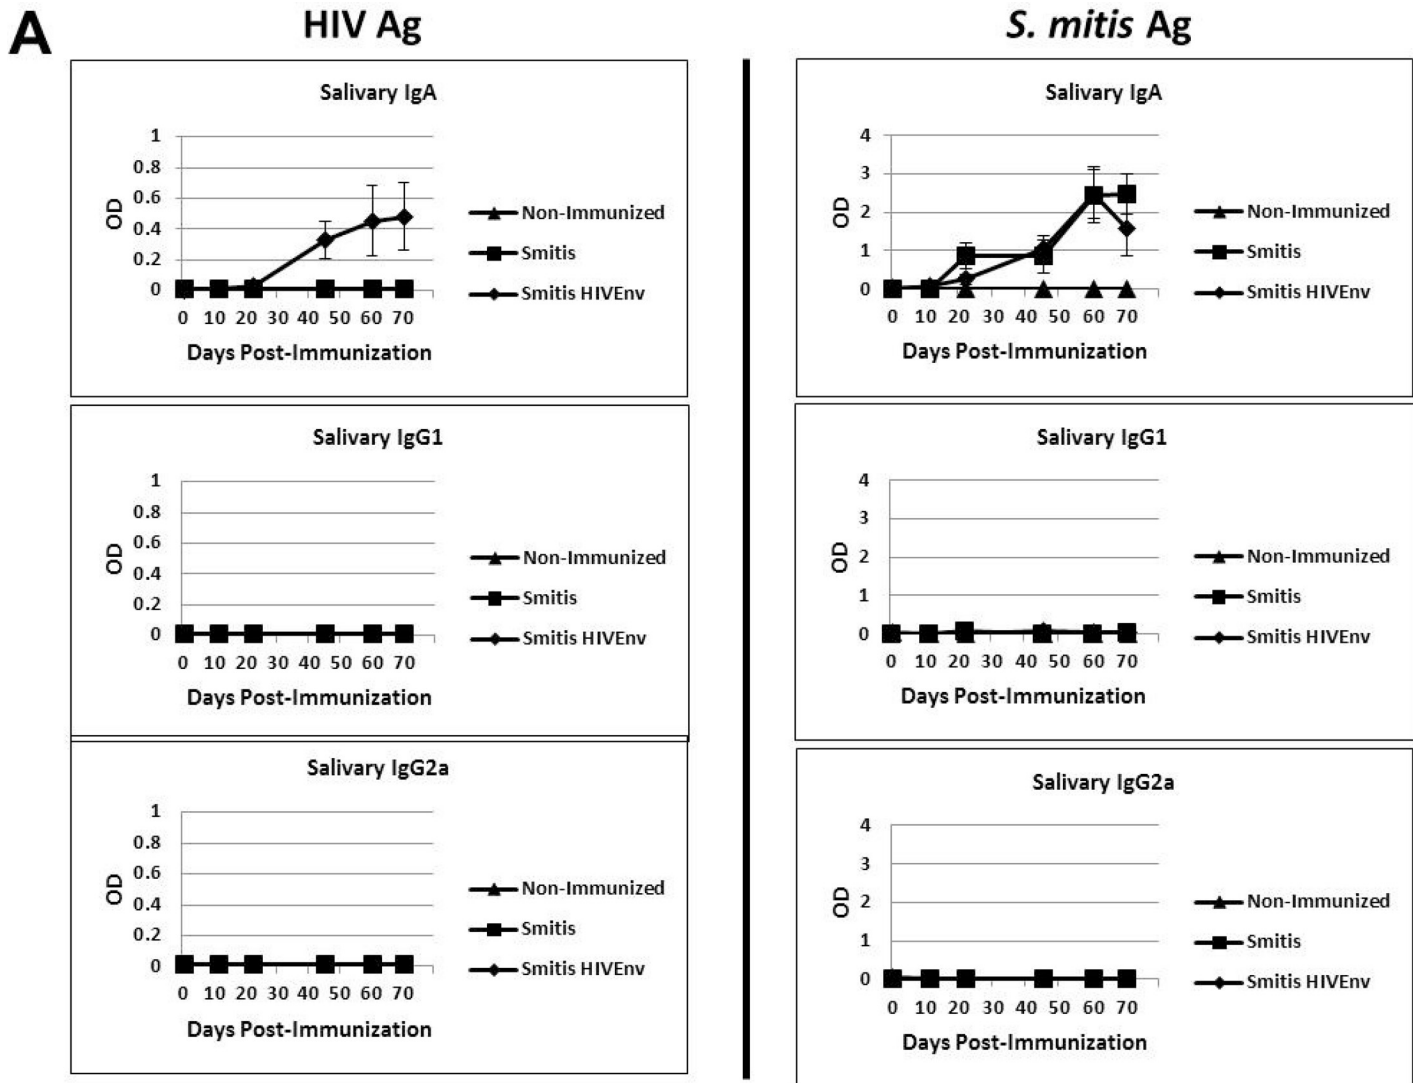 A
HIV Ag
Salivary IgA
1
0.8
0.6
0.4
0.2
0
OD
0 10 20 30 40 50 60 70
Days Post-Immunization
Non-Immunized
Smitis
Smitis HIVEnv
Salivary IgG1
1
0.8
0.6
0.4
0.2
0
OD
0 10 20 30 40 50 60 70
Days Post-Immunization
Non-Immunized
Smitis
Smitis HIVEnv
Salivary IgG2a
1
0.8
0.6
0.4
0.2
0
OD
0 10 20 30 40 50 60 70
Days Post-Immunization
Non-Immunized
Smitis
Smitis HIVEnv
S. mitis Ag
Salivary IgA
4
3
2
1
0
OD
0 10 20 30 40 50 60 70
Days Post-Immunization
Non-Immunized
Smitis
Smitis HIVEnv
Salivary IgG1
4
3
2
1
0
OD
0 10 20 30 40 50 60 70
Days Post-Immunization
Non-Immunized
Smitis
Smitis HIVEnv
Salivary IgG2a
4
3
2
1
0
OD
0 10 20 30 40 50 60 70
Days Post-Immunization
Non-Immunized
Smitis
Smitis HIVEnv